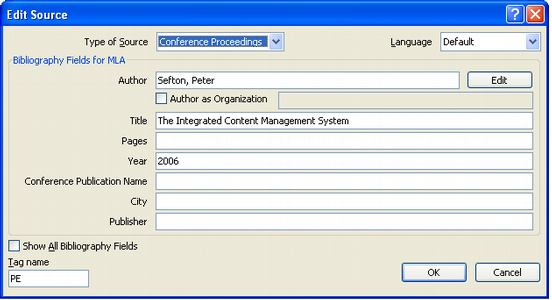 Edit Source
Type of Source Conference Proceedings Language Default
Bibliography Fields for MLA
Author Sefton, Peter Edit
Author as Organization
Title The Integrated Content Management System
Pages
Year 2006
Conference Publication Name
City
Publisher
Show All Bibliography Fields
Tag name
PE OK Cancel